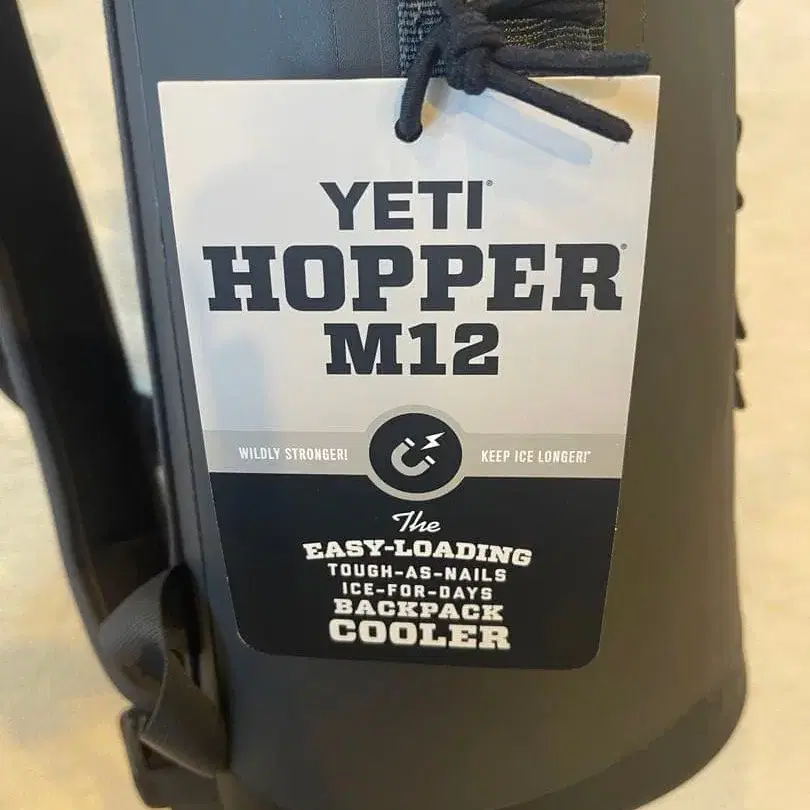 YETI®
HOPPER®
M12
WILDLY STRONGER! KEEP ICE LONGER!™
The
EASY-LOADING
TOUGH-AS-NAILS
ICE-FOR-DAYS
BACKPACK
COOLER